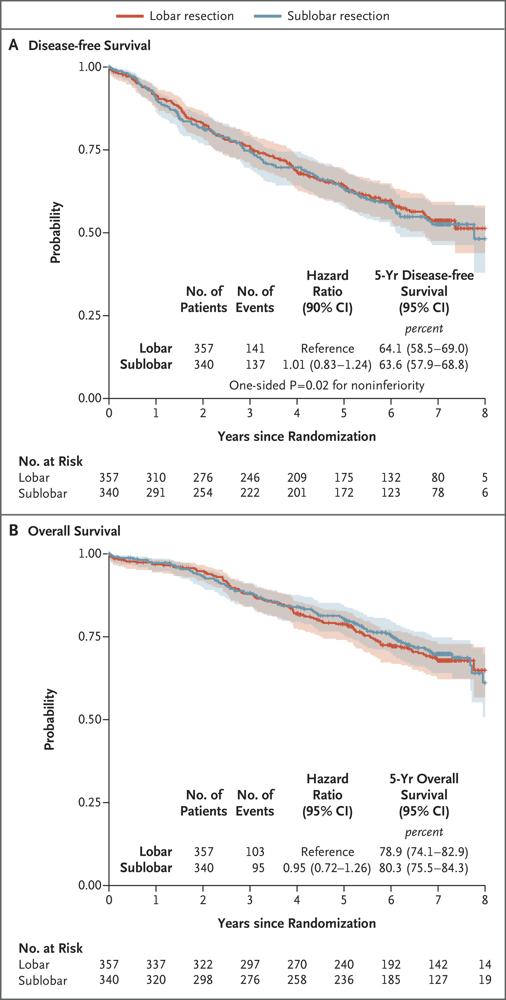 Lobar resection Sublobar resection
A Disease-free Survival
1.00
0.75
0.50
0.25
0.00
Probability
Hazard 5-Yr Disease-free
No. of No. of Ratio Survival
Patients Events (90% CI) (95% CI)
percent
Lobar 357 141 Reference 64.1 (58.5–69.0)
Sublobar 340 137 1.01 (0.83–1.24) 63.6 (57.9–68.8)
One-sided P=0.02 for noninferiority
0 1 2 3 4 5 6 7 8
Years since Randomization
No. at Risk
Lobar 357 310 276 246 209 175 132 80 5
Sublobar 340 291 254 222 201 172 123 78 6
B Overall Survival
1.00
0.75
0.50
0.25
0.00
Probability
Hazard 5-Yr Overall
No. of No. of Ratio Survival
Patients Events (95% CI) (95% CI)
percent
Lobar 357 103 Reference 78.9 (74.1–82.9)
Sublobar 340 95 0.95 (0.72–1.26) 80.3 (75.5–84.3)
0 1 2 3 4 5 6 7 8
Years since Randomization
No. at Risk
Lobar 357 337 322 297 270 240 192 142 14
Sublobar 340 320 298 276 258 236 185 127 19